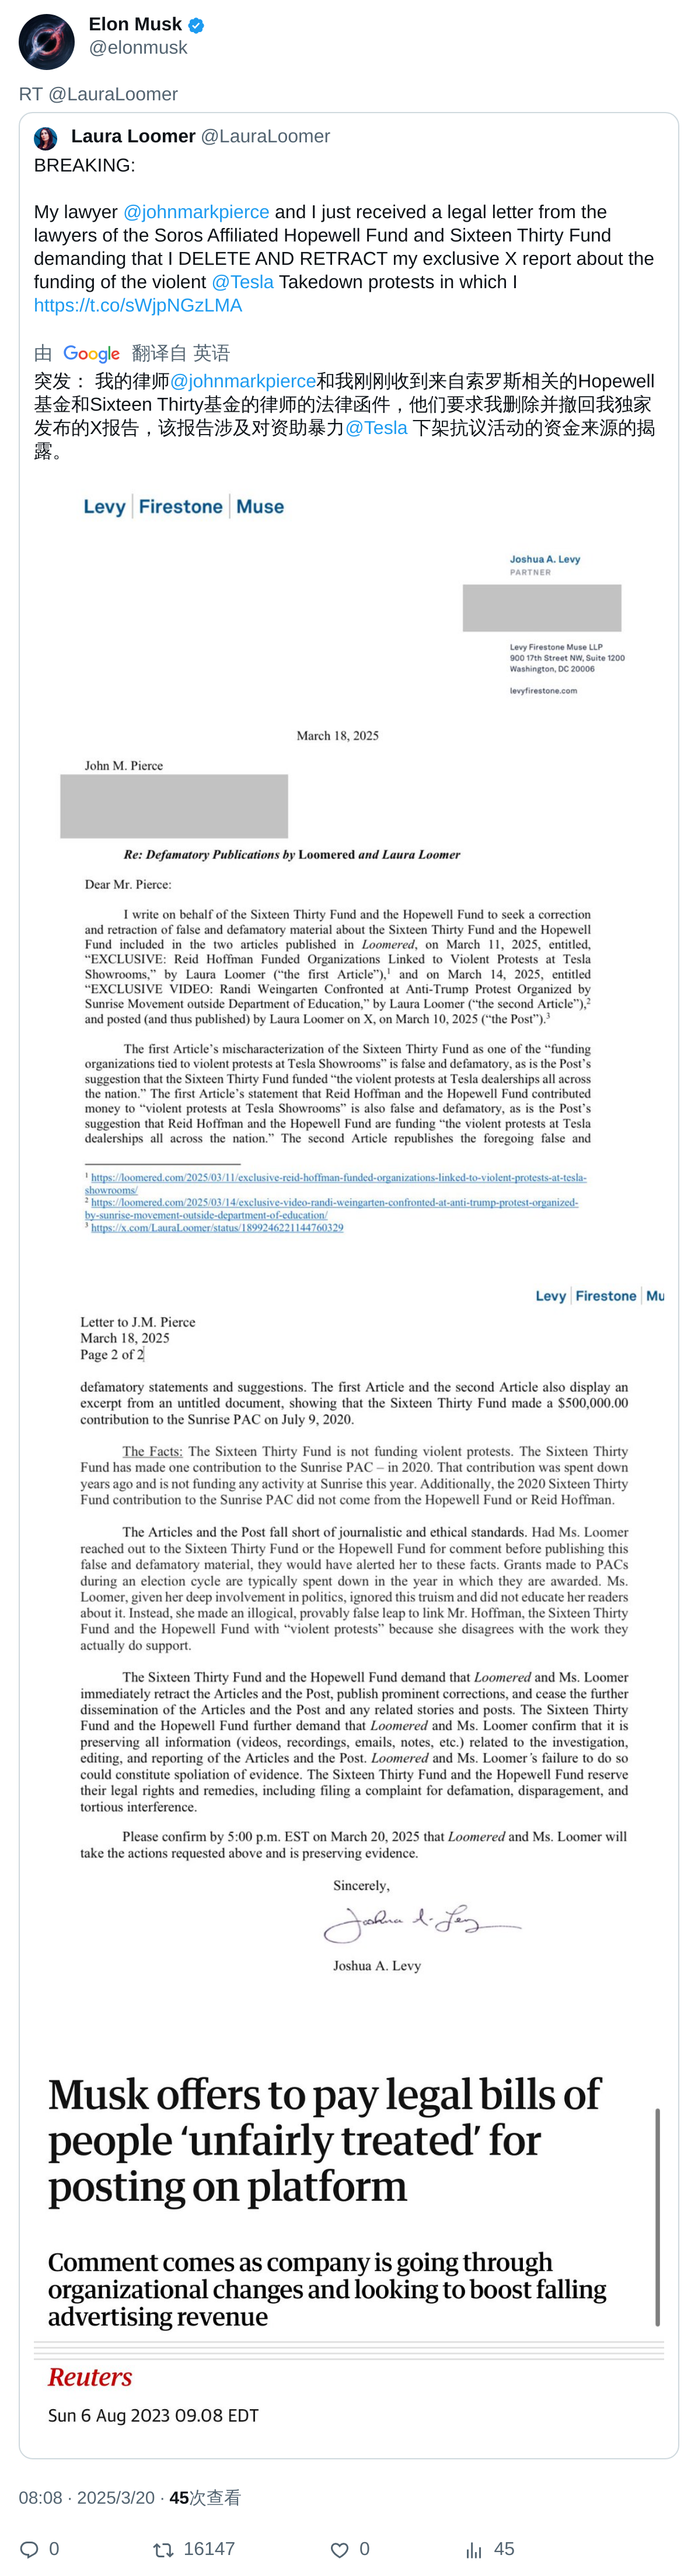 Elon Musk
@elonmusk
RT @LauraLoomer
Laura Loomer @LauraLoomer
BREAKING:
My lawyer @johnmarkpierce and I just received a legal letter from the
lawyers of the Soros Affiliated Hopewell Fund and Sixteen Thirty Fund
demanding that I DELETE AND RETRACT my exclusive X report about the
funding of the violent @Tesla Takedown protests in which I
https://t.co/sWjpNGzLMA
由 Google 翻译自 英语
突发： 我的律师@johnmarkpierce和我刚刚收到来自索罗斯相关的Hopewell
基金和Sixteen Thirty基金的律师的法律函件，他们要求我删除并撤回我独家
发布的X报告，该报告涉及对资助暴力@Tesla 下架抗议活动的资金来源的揭
露。
Levy | Firestone | Muse
Joshua A. Levy
PARTNER
Levy Firestone Muse LLP
900 17th Street NW, Suite 1200
Washington, DC 20006
levyfirestone.com
March 18, 2025
John M. Pierce
Re: Defamatory Publications by Loomered and Laura Loomer
Dear Mr. Pierce:
I write on behalf of the Sixteen Thirty Fund and the Hopewell Fund to seek a correction
and retraction of false and defamatory material about the Sixteen Thirty Fund and the Hopewell
Fund included in the two articles published in Loomered, on March 11, 2025, entitled,
“EXCLUSIVE: Reid Hoffman Funded Organizations Linked to Violent Protests at Tesla
Showrooms,” by Laura Loomer (“the first Article”),1 and on March 14, 2025, entitled
“EXCLUSIVE VIDEO: Randi Weingarten Confronted at Anti-Trump Protest Organized by
Sunrise Movement outside Department of Education,” by Laura Loomer (“the second Article”),2
and posted (and thus published) by Laura Loomer on X, on March 10, 2025 (“the Post”).3
The first Article’s mischaracterization of the Sixteen Thirty Fund as one of the “funding
organizations tied to violent protests at Tesla Showrooms” is false and defamatory, as is the Post’s
suggestion that the Sixteen Thirty Fund funded “the violent protests at Tesla dealerships all across
the nation.” The first Article’s statement that Reid Hoffman and the Hopewell Fund contributed
money to “violent protests at Tesla Showrooms” is also false and defamatory, as is the Post’s
suggestion that Reid Hoffman and the Hopewell Fund are funding “the violent protests at Tesla
dealerships all across the nation.” The second Article republishes the foregoing false and
1 https://loomered.com/2025/03/11/exclusive-reid-hoffman-funded-organizations-linked-to-violent-protests-at-tesla-
showrooms/
2 https://loomered.com/2025/03/14/exclusive-video-randi-weingarten-confronted-at-anti-trump-protest-organized-
by-sunrise-movement-outside-department-of-education/
3 https://x.com/LauraLoomer/status/1899246221144760329
Levy | Firestone | Mu
Letter to J.M. Pierce
March 18, 2025
Page 2 of 2
defamatory statements and suggestions. The first Article and the second Article also display an
excerpt from an untitled document, showing that the Sixteen Thirty Fund made a $500,000.00
contribution to the Sunrise PAC on July 9, 2020.
The Facts: The Sixteen Thirty Fund is not funding violent protests. The Sixteen Thirty
Fund has made one contribution to the Sunrise PAC – in 2020. That contribution was spent down
years ago and is not funding any activity at Sunrise this year. Additionally, the 2020 Sixteen Thirty
Fund contribution to the Sunrise PAC did not come from the Hopewell Fund or Reid Hoffman.
The Articles and the Post fall short of journalistic and ethical standards. Had Ms. Loomer
reached out to the Sixteen Thirty Fund or the Hopewell Fund for comment before publishing this
false and defamatory material, they would have alerted her to these facts. Grants made to PACs
during an election cycle are typically spent down in the year in which they are awarded. Ms.
Loomer, given her deep involvement in politics, ignored this truism and did not educate her readers
about it. Instead, she made an illogical, provably false leap to link Mr. Hoffman, the Sixteen Thirty
Fund and the Hopewell Fund with “violent protests” because she disagrees with the work they
actually do support.
The Sixteen Thirty Fund and the Hopewell Fund demand that Loomered and Ms. Loomer
immediately retract the Articles and the Post, publish prominent corrections, and cease the further
dissemination of the Articles and the Post and any related stories and posts. The Sixteen Thirty
Fund and the Hopewell Fund further demand that Loomered and Ms. Loomer confirm that it is
preserving all information (videos, recordings, emails, notes, etc.) related to the investigation,
editing, and reporting of the Articles and the Post. Loomered and Ms. Loomer’s failure to do so
could constitute spoliation of evidence. The Sixteen Thirty Fund and the Hopewell Fund reserve
their legal rights and remedies, including filing a complaint for defamation, disparagement, and
tortious interference.
Please confirm by 5:00 p.m. EST on March 20, 2025 that Loomered and Ms. Loomer will
take the actions requested above and is preserving evidence.
Sincerely,
Joshua A. Levy
Joshua A. Levy
Musk offers to pay legal bills of
people ‘unfairly treated’ for
posting on platform
Comment comes as company is going through
organizational changes and looking to boost falling
advertising revenue
Reuters
Sun 6 Aug 2023 09.08 EDT
08:08 · 2025/3/20 · 45次查看
0 16147 0 45